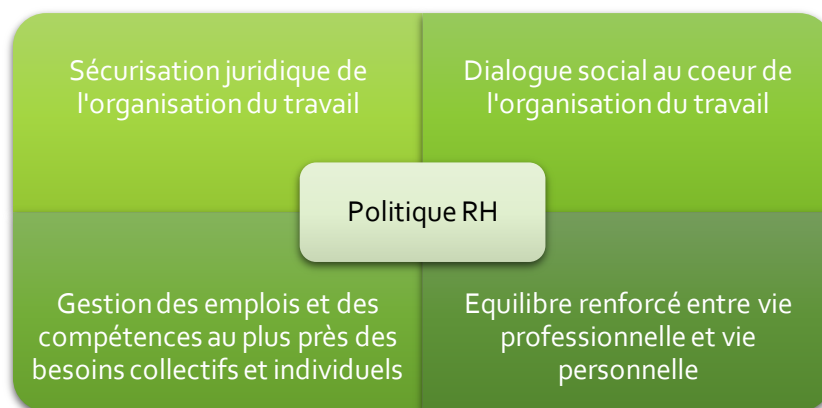 Sécurisation juridique de
l'organisation du travail
Dialogue social au coeur de
l'organisation du travail
Politique RH
Gestion des emplois et des
compétences au plus près des
besoins collectifs et individuels
Equilibre renforcé entre vie
professionnelle et vie
personnelle